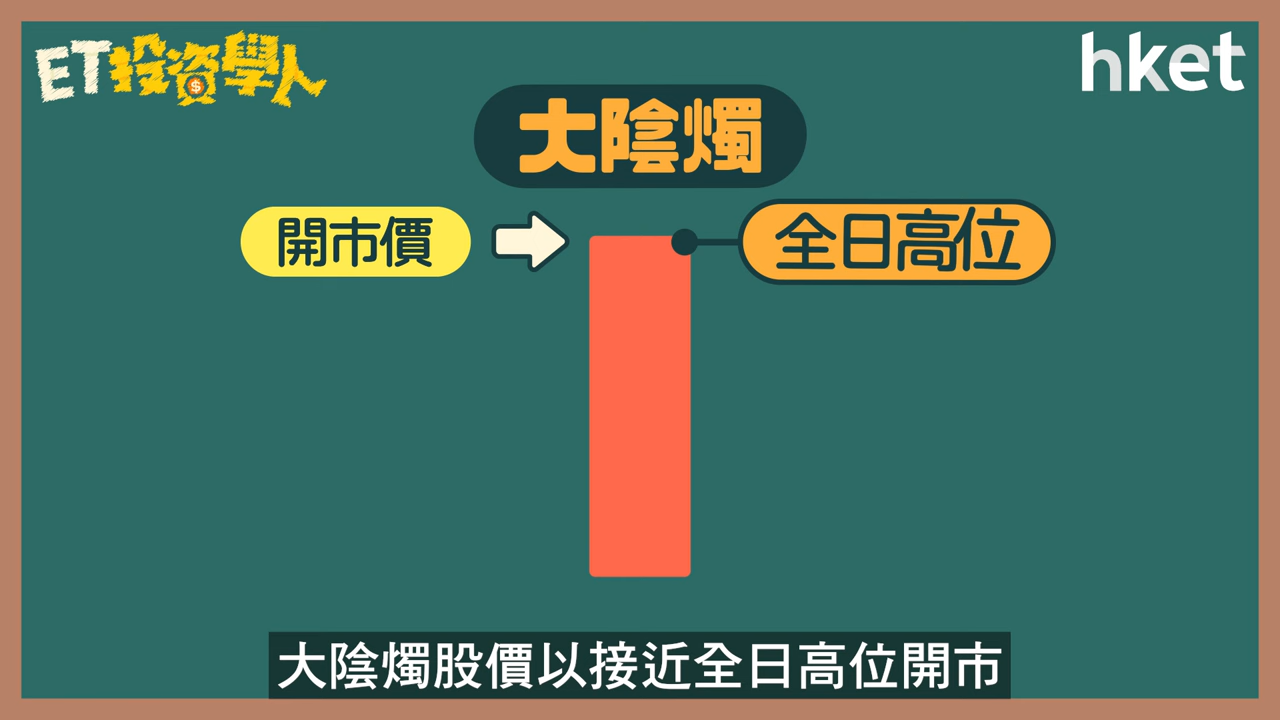 ET投資學人
hket
大陰燭
開市價
全日高位
大陰燭股價以接近全日高位開市